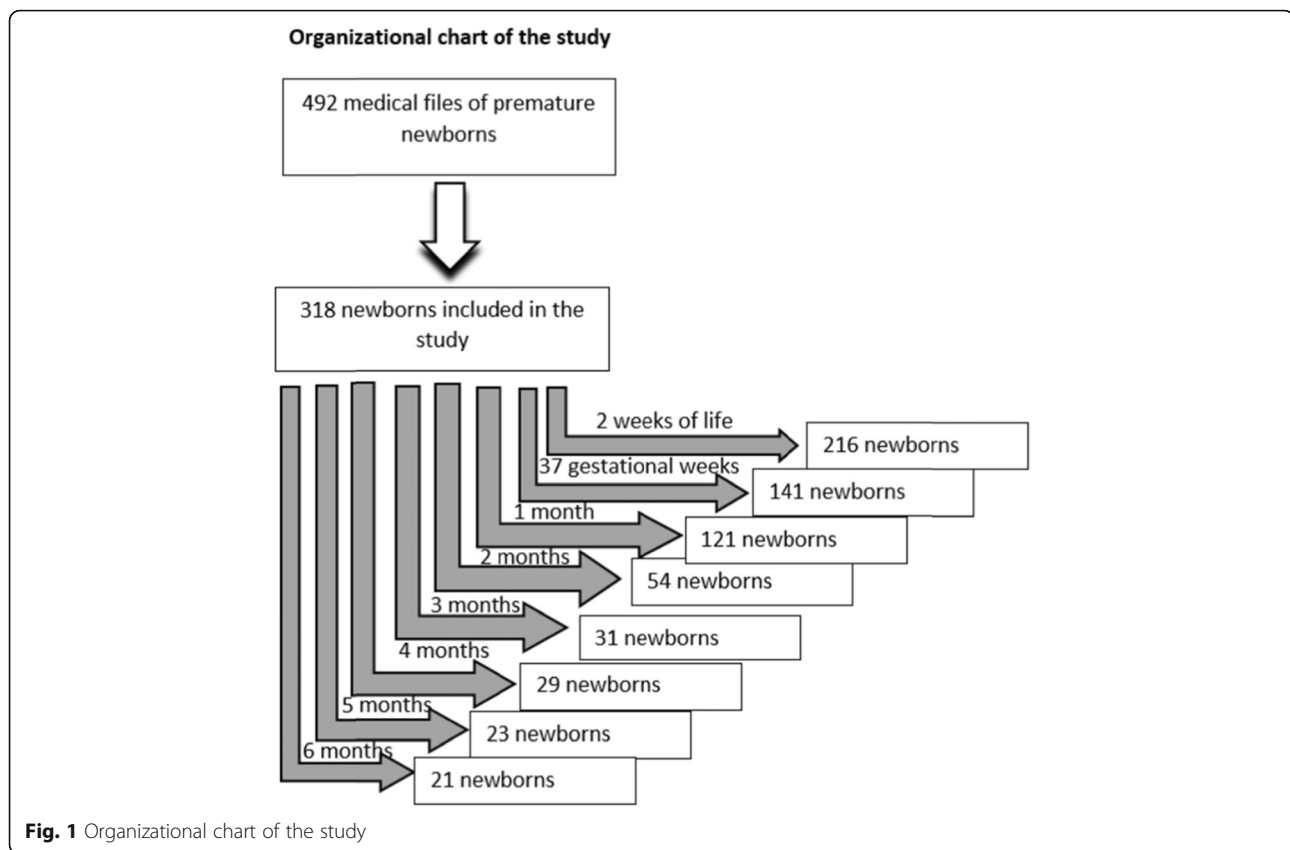 Organizational chart of the study
492 medical files of premature
newborns
318 newborns included in the
study
2 weeks of life
216 newborns
37 gestational weeks
141 newborns
1 month
121 newborns
2 months
54 newborns
3 months
31 newborns
4 months
29 newborns
5 months
23 newborns
6 months
21 newborns
Fig. 1 Organizational chart of the study